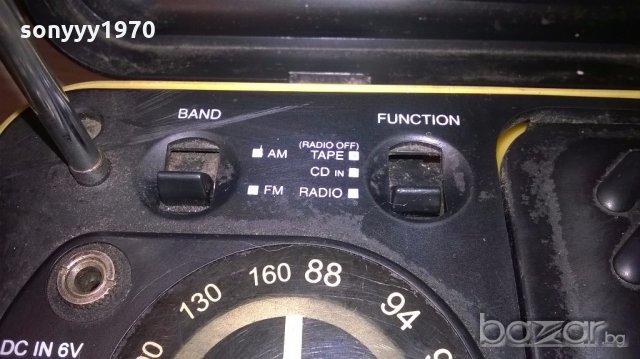 sonyyy1970
BAND
FUNCTION
(RADIO OFF)
AM
TAPE
CD IN
FM
RADIO
130
160
88
94
DC IN 6V
bazar.bg